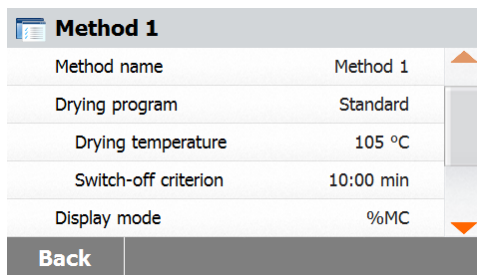 Method 1
Method name Method 1
Drying program Standard
Drying temperature 105 °C
Switch-off criterion 10:00 min
Display mode %MC
Back